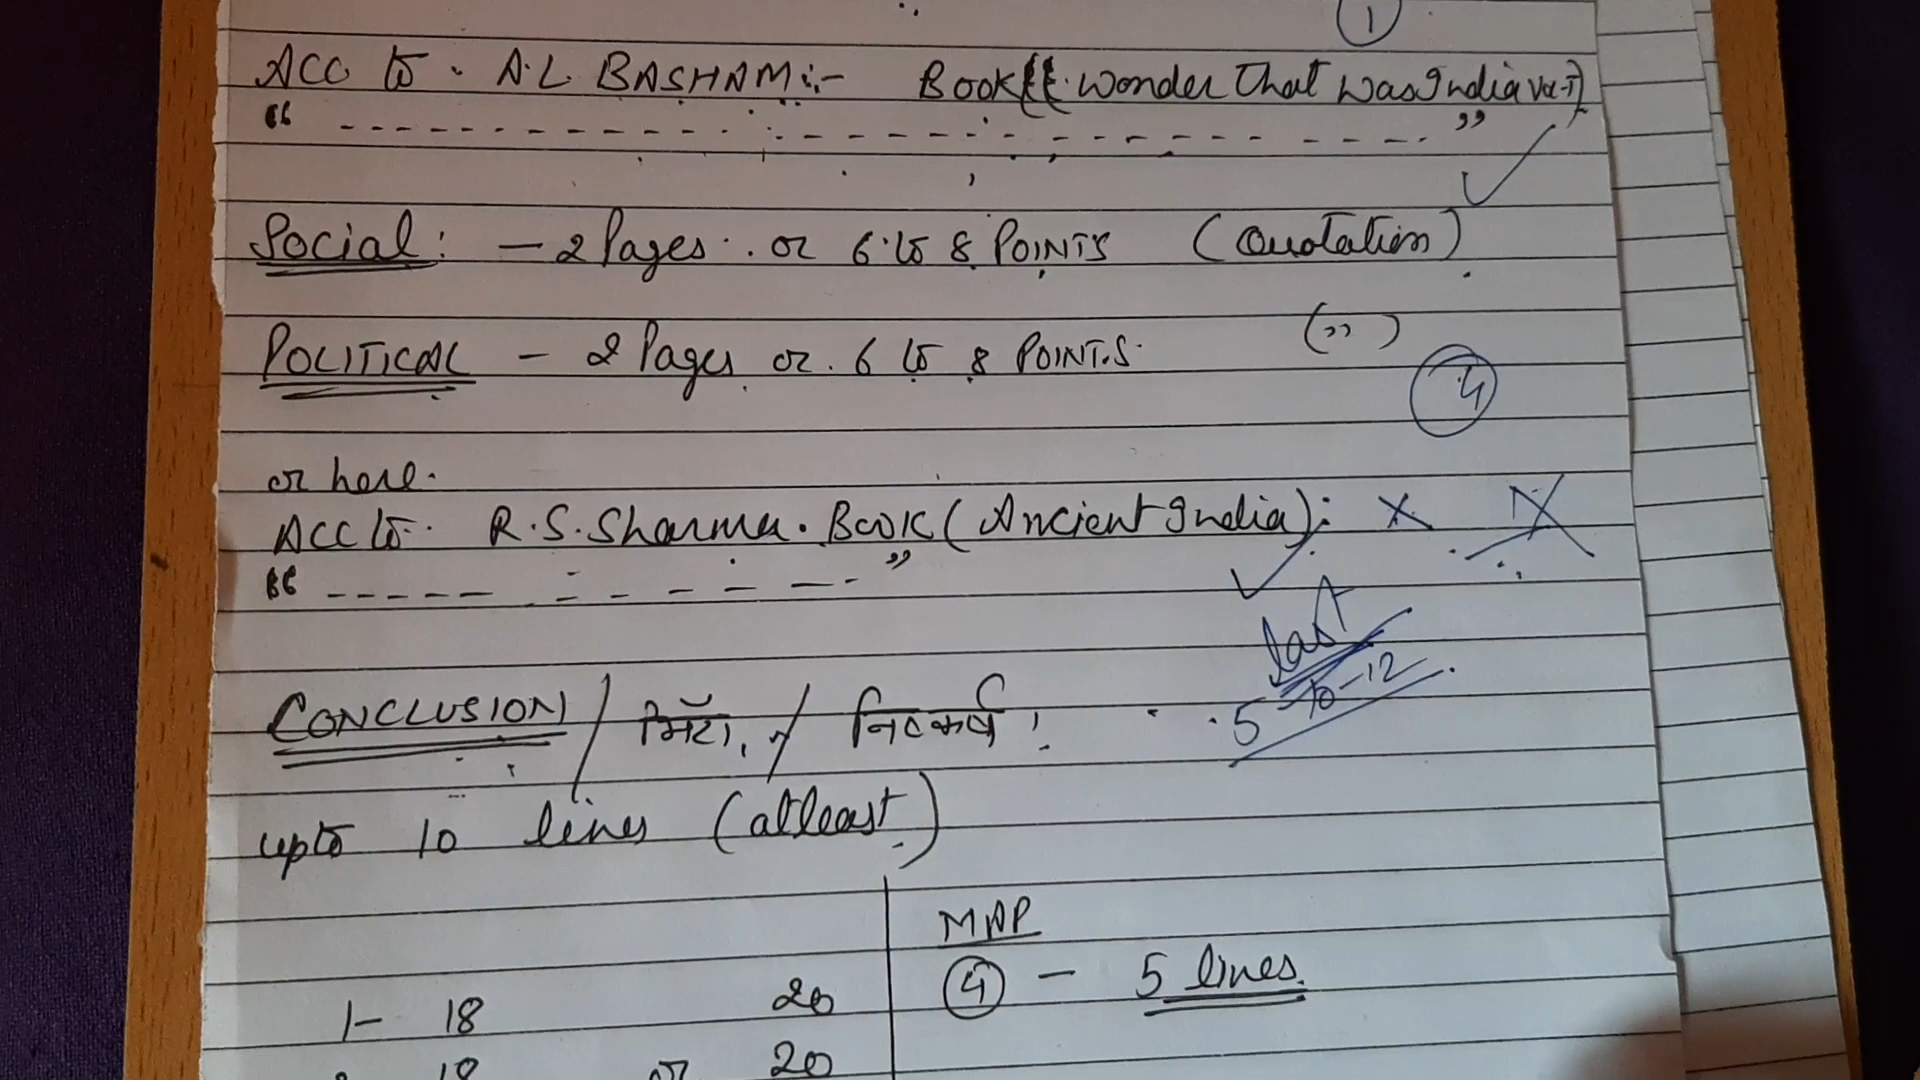 1
ACC to A.L BASHAM :- Book (Wonder That Was India Vol-I)
“ - - - - - - - - - - - - - - - - - - - - ”
Social: - 2 Pages or 6 to 8 POINTS (Quotation)
POLITICAL - 2 Pages or 6 to 8 POINTS (,,)
4
or here.
ACC to R.S. Sharma. Book (Ancient India): X
“ - - - - - - - - - - - ”
last
CONCLUSION / / निष्कर्ष !
5 10-12
upto 10 lines (atleast)
MAP
4 - 5 lines
1- 18 20
18 or 20